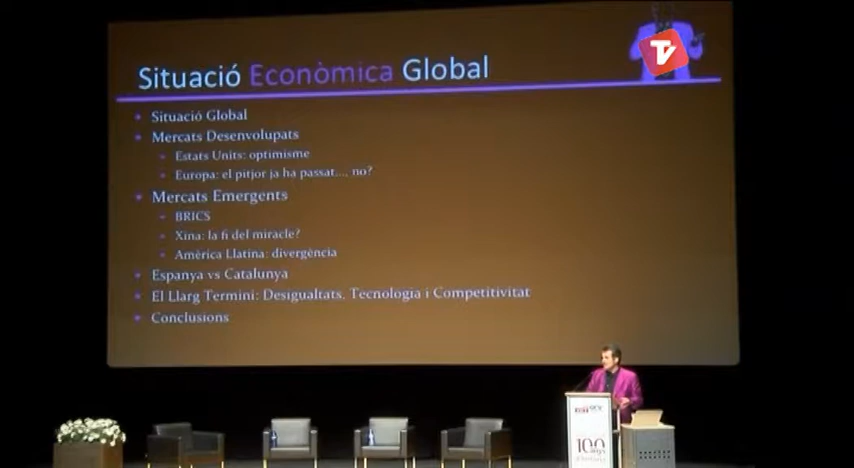 Situació Econòmica Global
TV
Situació Global
Mercats Desenvolupats
Estats Units: optimisme
Europa: el pitjor ja ha passat..., no?
Mercats Emergents
BRICS
Xina: la fi del miracle?
Amèrica Llatina: divergència
Espanya vs Catalunya
El Llarg Termini: Desigualtats, Tecnologia i Competitivitat
Conclusions
100
anys